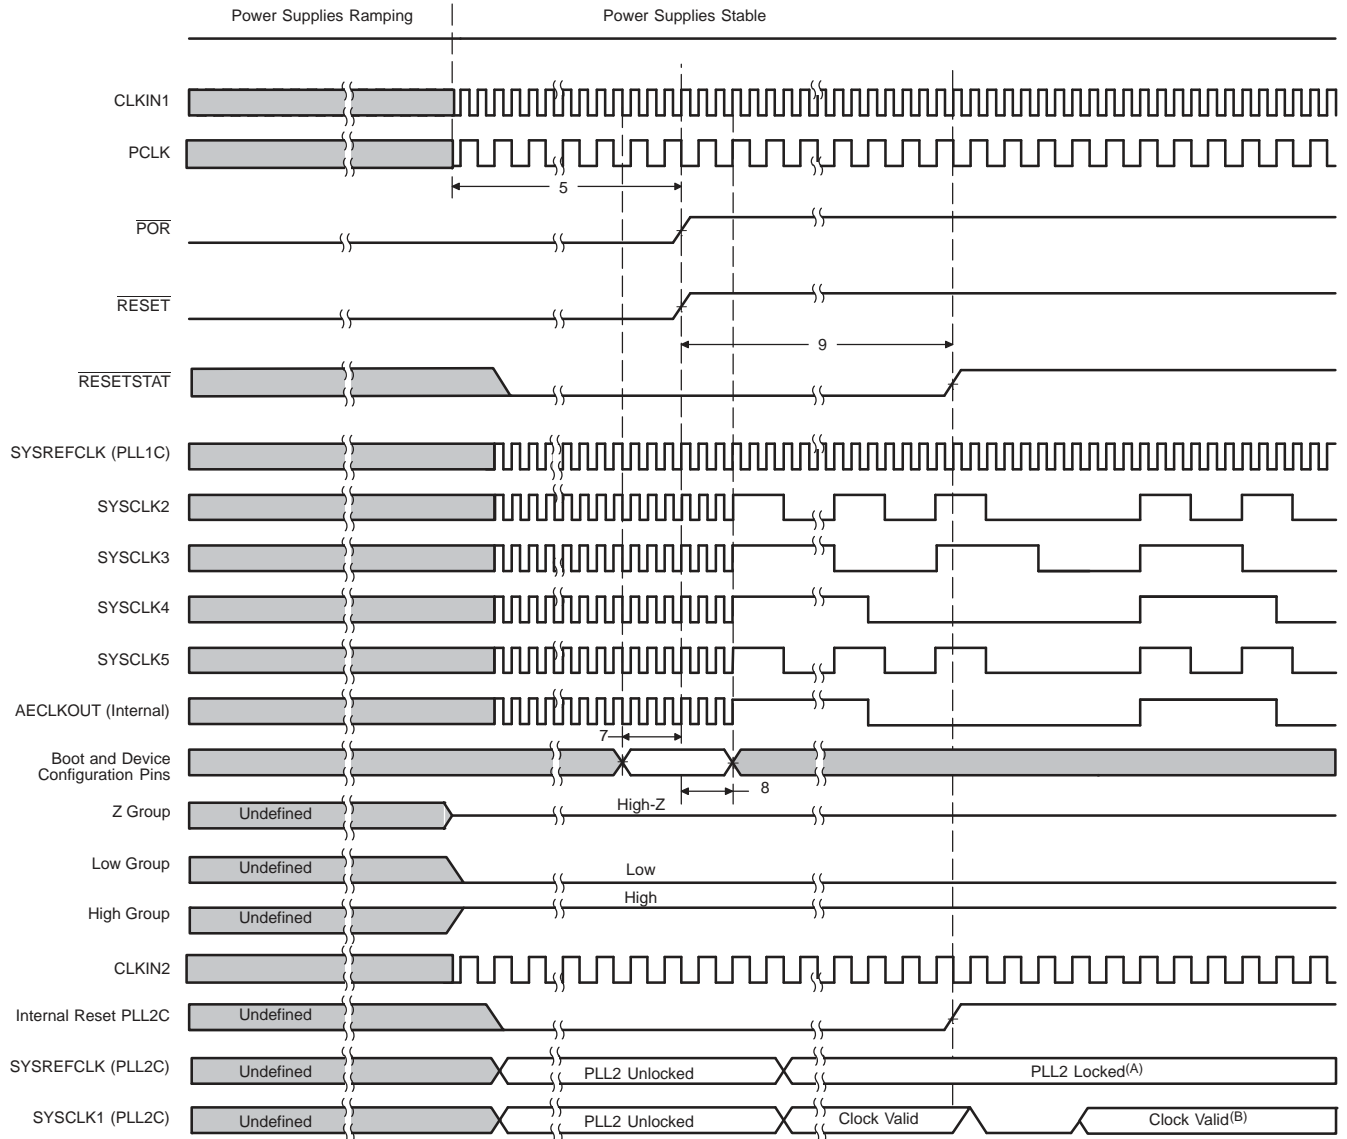 Power Supplies Ramping
Power Supplies Stable
CLKIN1
PCLK
5
POR
RESET
9
RESETSTAT
SYSREFCLK (PLL1C)
SYSCLK2
SYSCLK3
SYSCLK4
SYSCLK5
AECLKOUT (Internal)
7
Boot and Device
Configuration Pins
8
Z Group
Undefined
High-Z
Low Group
Undefined
Low
High Group
Undefined
High
CLKIN2
Internal Reset PLL2C
Undefined
SYSREFCLK (PLL2C)
Undefined
PLL2 Unlocked
PLL2 Locked(A)
SYSCLK1 (PLL2C)
Undefined
PLL2 Unlocked
Clock Valid
Clock Valid(B)